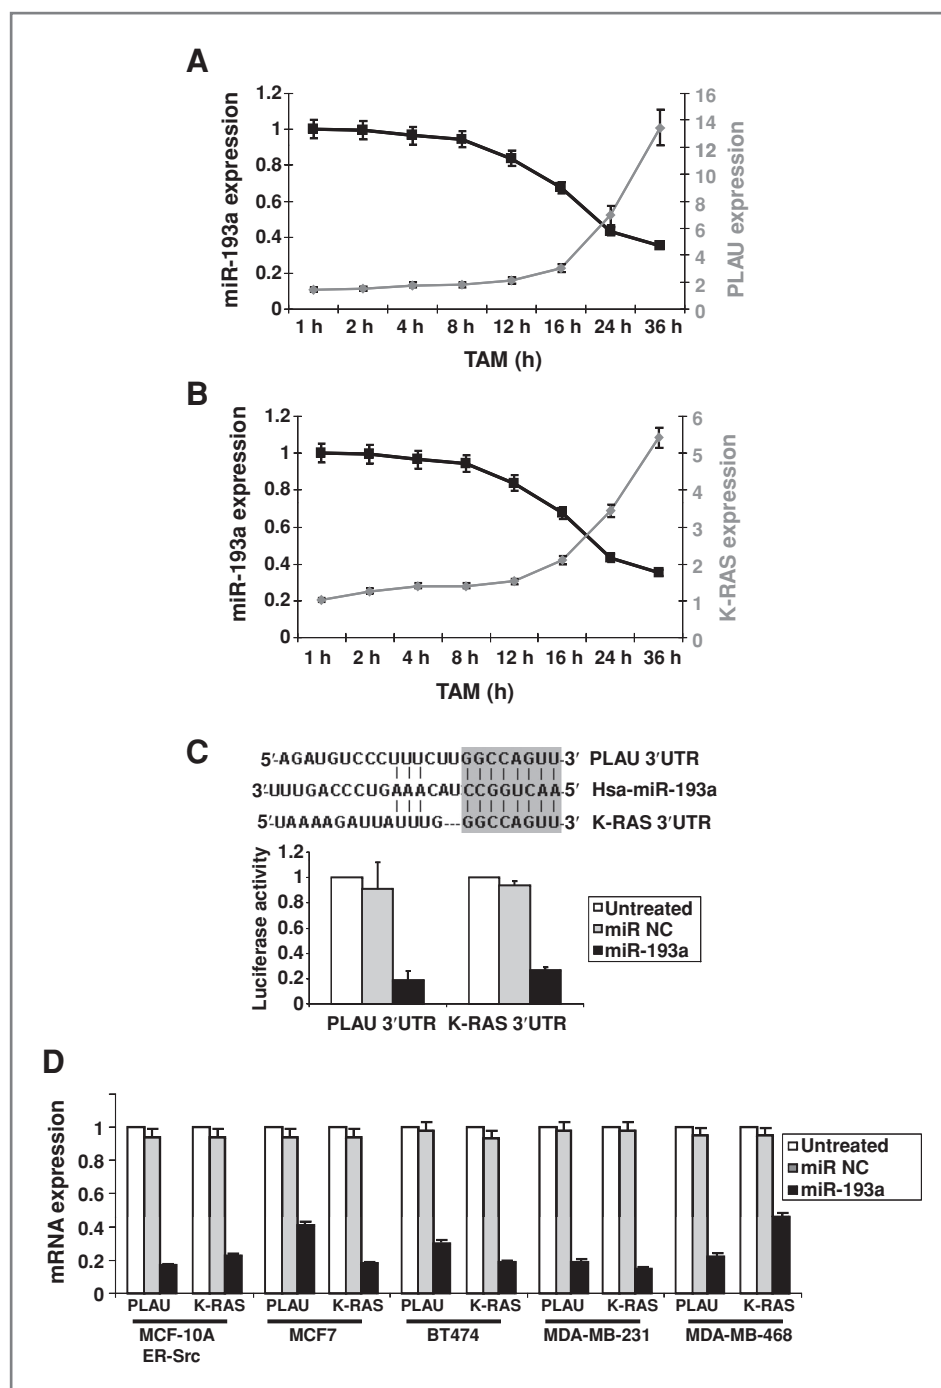 A
1.2
1
0.8
0.6
0.4
0.2
0
miR-193a expression
16
14
12
10
8
6
4
2
0
PLAU expression
1 h 2 h 4 h 8 h 12 h 16 h 24 h 36 h
TAM (h)
B
1.2
1
0.8
0.6
0.4
0.2
0
miR-193a expression
6
5
4
3
2
1
0
K-RAS expression
1 h 2 h 4 h 8 h 12 h 16 h 24 h 36 h
TAM (h)
C
5′-AGAUGUCCCUUUCUUGGCCAGUU-3′ PLAU 3′UTR
3-UUUGACCCUGAAACAUCCGGUCAA-5′ Hsa-miR-193a
5′-UAAAAGAUUAUUUG---GGCCAGUU-3′ K-RAS 3′UTR
1.2
1
0.8
0.6
0.4
0.2
0
Luciferase activity
PLAU 3′UTR K-RAS 3′UTR
Untreated
miR NC
miR-193a
D
1
0.8
0.6
0.4
0.2
0
mRNA expression
Untreated
miR NC
miR-193a
PLAU K-RAS PLAU K-RAS PLAU K-RAS PLAU K-RAS PLAU K-RAS
MCF-10A MCF7 BT474 MDA-MB-231 MDA-MB-468
ER-Src